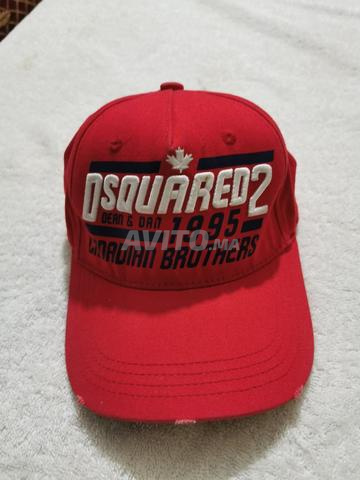 DSQUARED2
DEAN & DAN 1995
AVITO.MA
CANADIAN BROTHERS